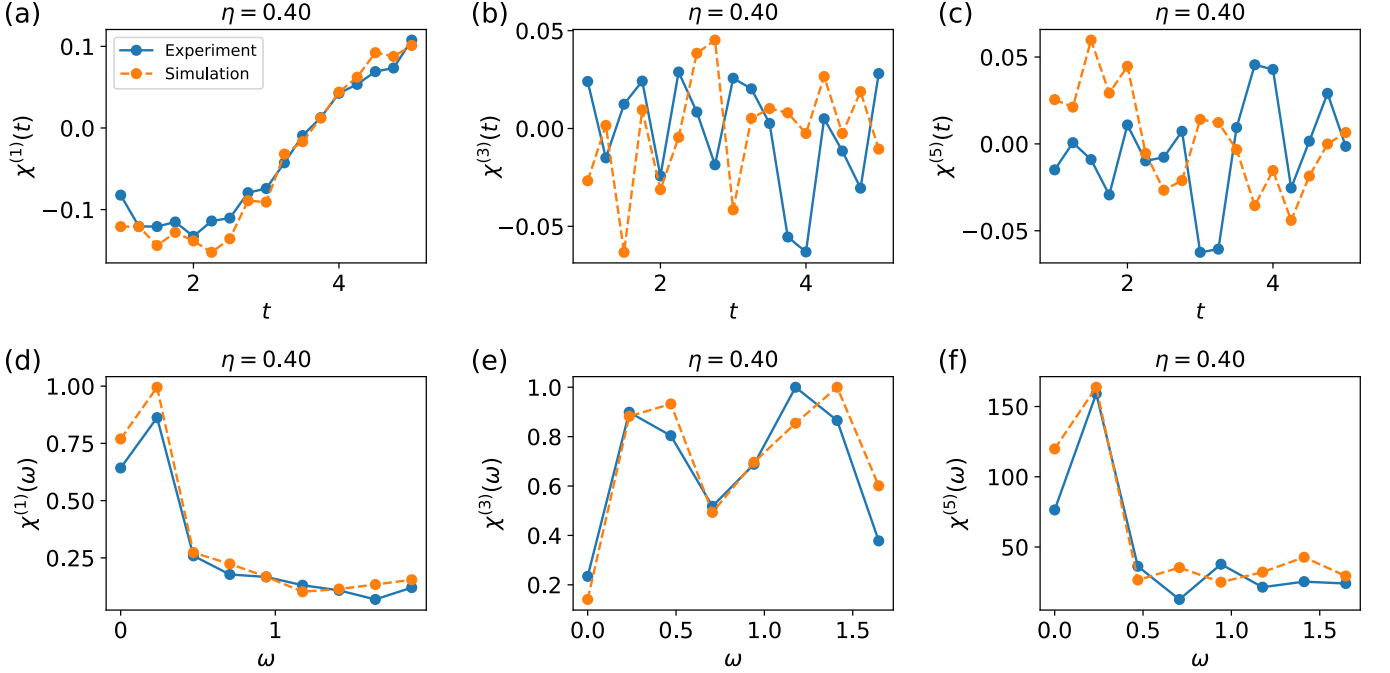 (a)
η = 0.40
χ⁽¹⁾(t)
0.1
0.0
−0.1
Experiment
Simulation
2
4
t
(b)
η = 0.40
χ⁽³⁾(t)
0.05
0.00
−0.05
2
4
t
(c)
η = 0.40
χ⁽⁵⁾(t)
0.05
0.00
−0.05
2
4
t
(d)
η = 0.40
χ⁽¹⁾(ω)
1.00
0.75
0.50
0.25
0
1
ω
(e)
η = 0.40
χ⁽³⁾(ω)
1.0
0.8
0.6
0.4
0.2
0.0
0.5
1.0
1.5
ω
(f)
η = 0.40
χ⁽⁵⁾(ω)
150
100
50
0.0
0.5
1.0
1.5
ω